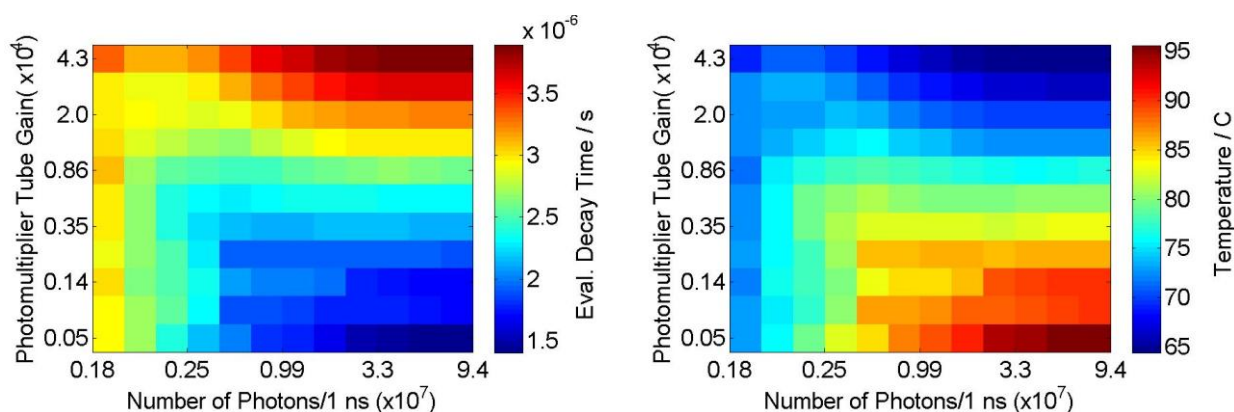 x 10⁻⁶
Photomultiplier Tube Gain( x10⁴)
4.3
2.0
0.86
0.35
0.14
0.05
0.18 0.25 0.99 3.3 9.4
Number of Photons/1 ns (x10⁷)
3.5
3
2.5
2
1.5
Eval. Decay Time / s
Photomultiplier Tube Gain( x10⁴)
4.3
2.0
0.86
0.35
0.14
0.05
0.18 0.25 0.99 3.3 9.4
Number of Photons/1 ns (x10⁷)
95
90
85
80
75
70
65
Temperature / C